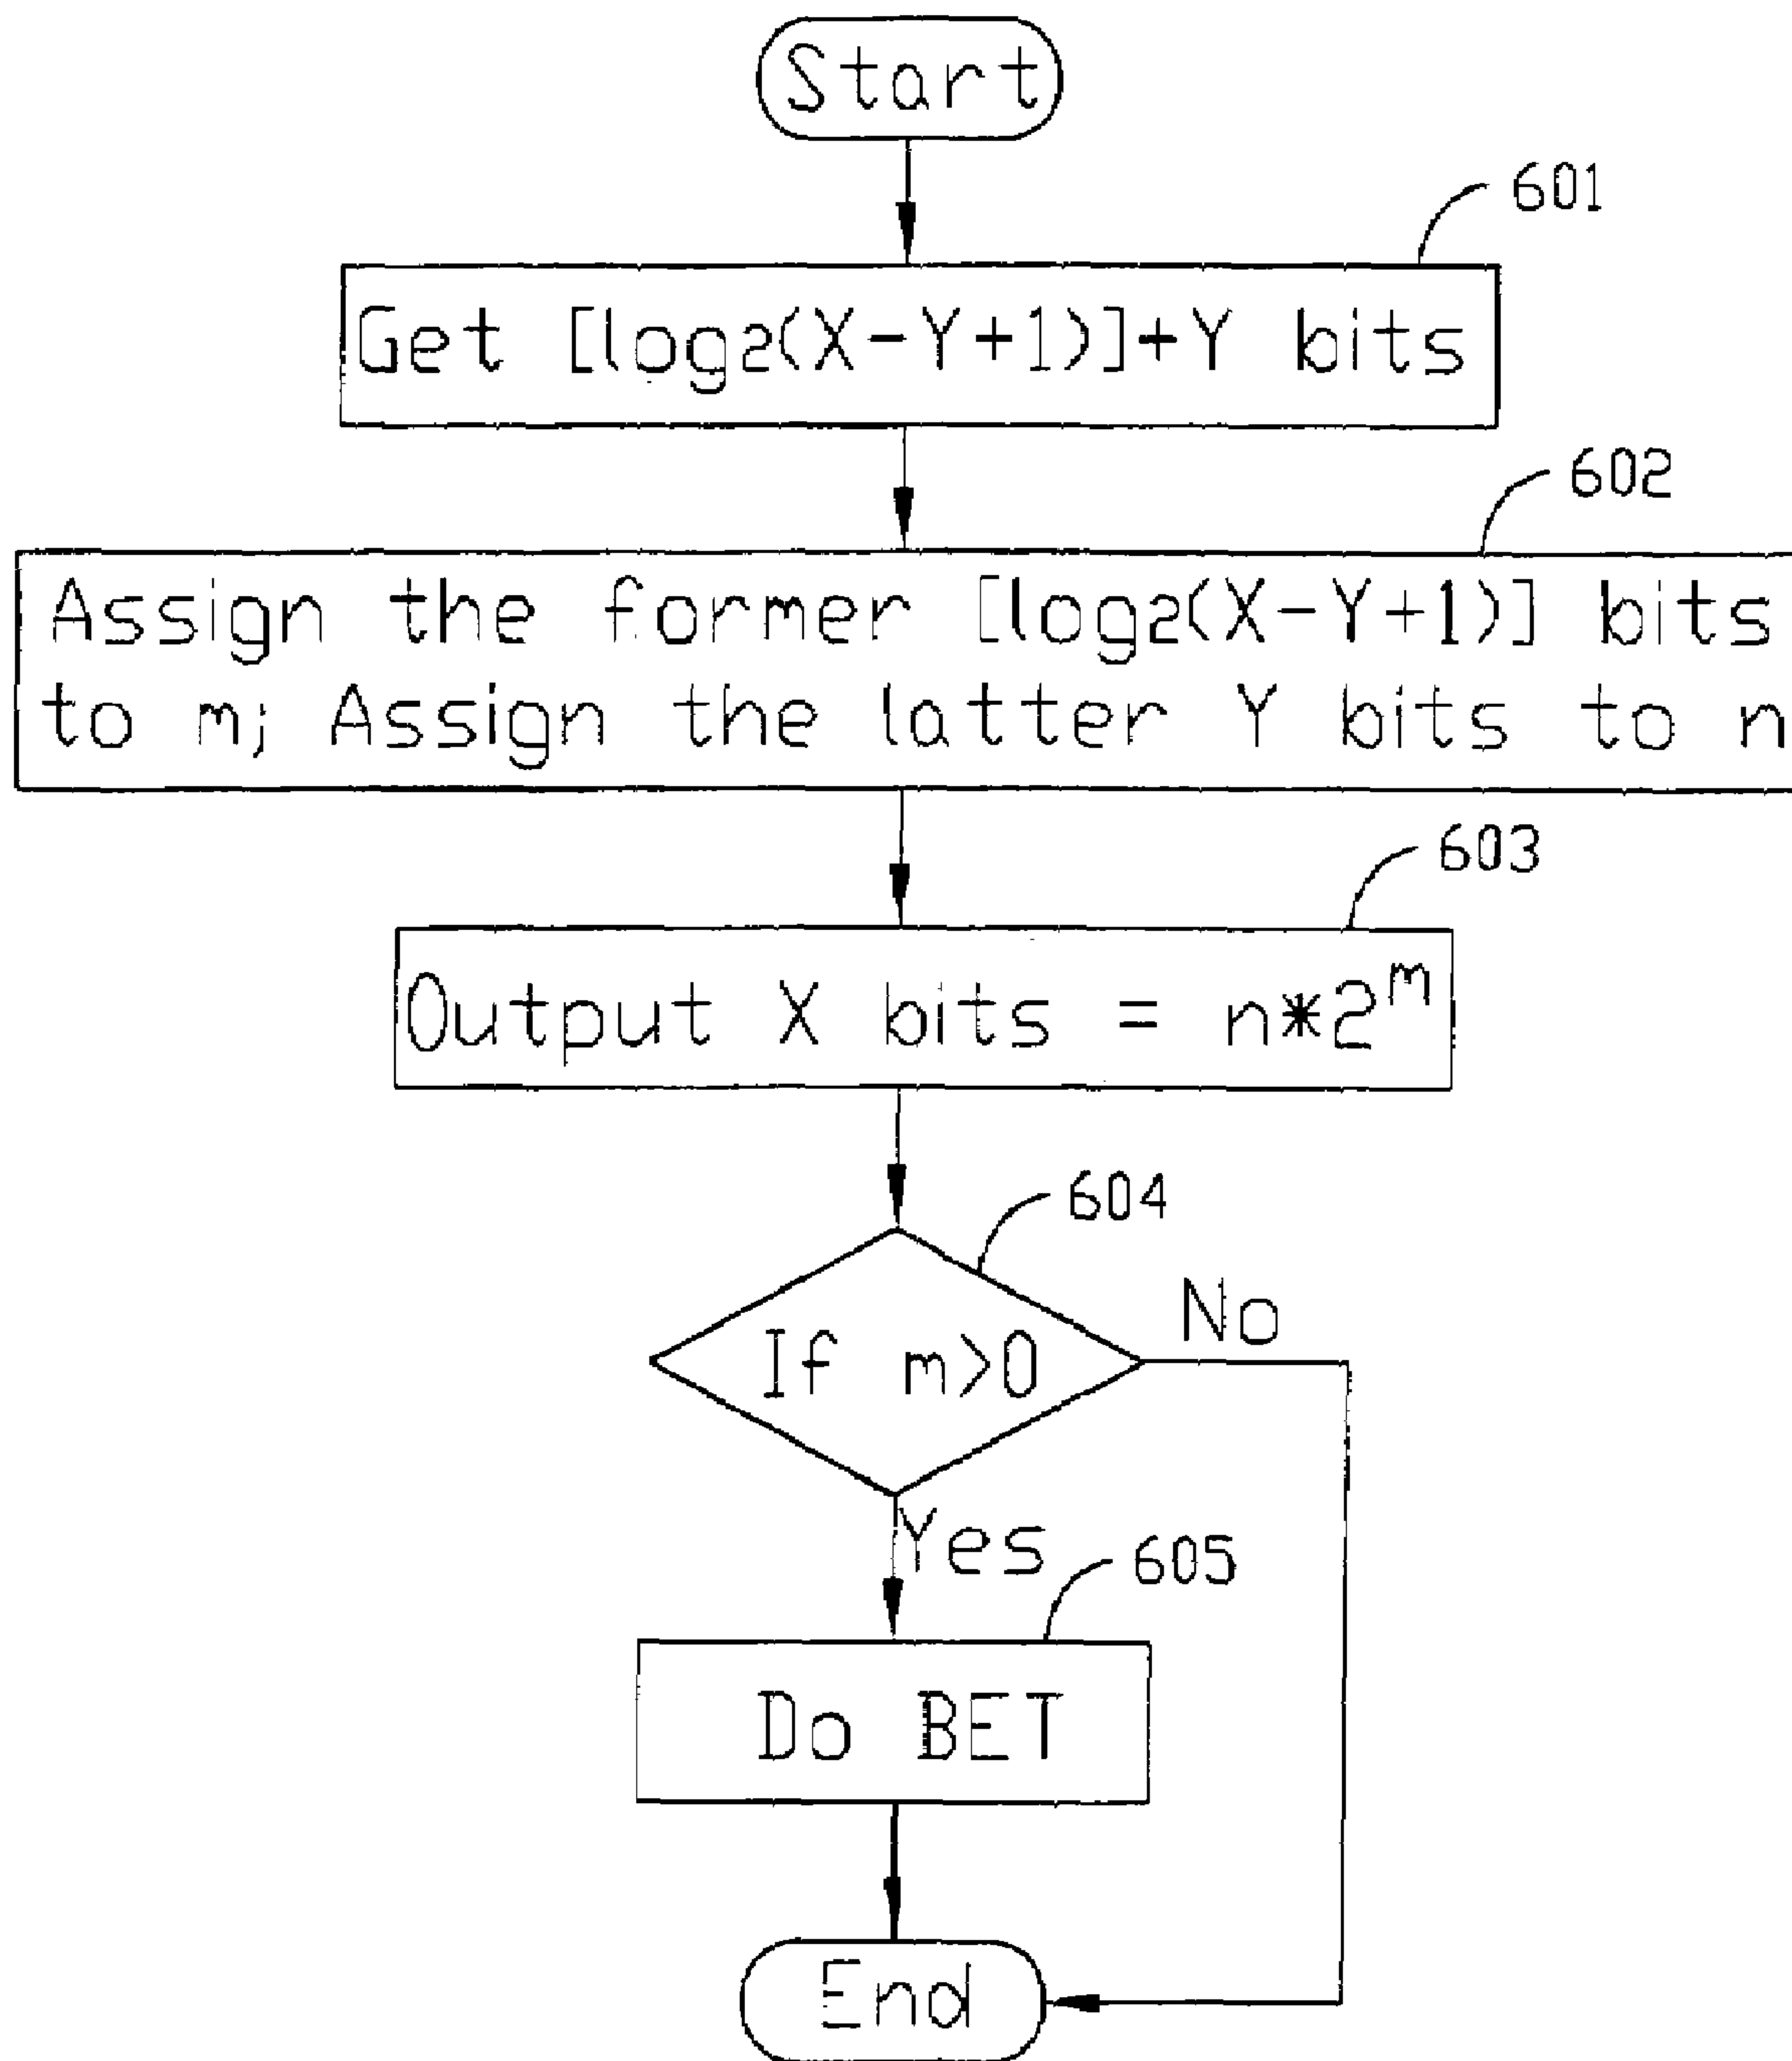 Start
601
Get [log2(X-Y+1)]+Y bits
602
Assign the former [log2(X-Y+1)] bits
to m; Assign the latter Y bits to n
603
Output X bits = n*2^m
604
If m>0
No
Yes
605
Do BET
End